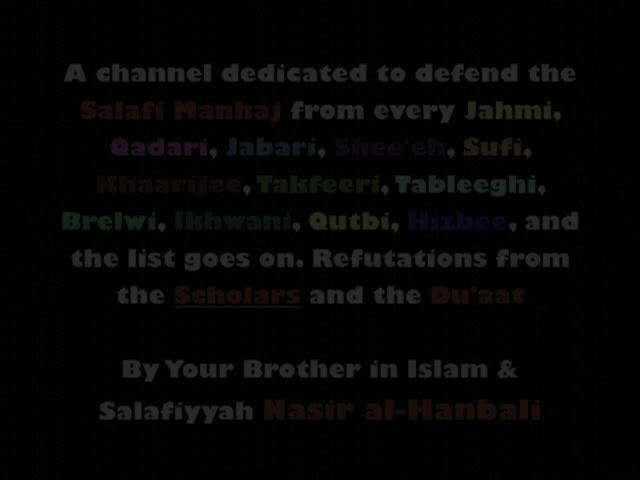 A channel dedicated to defend the
Salafi Manhaj from every Jahmi,
Qadari, Jabari, Shee'eh, Sufi,
Khaarijee, Takfeeri, Tableeghi,
Brelwi, Ikhwani, Qutbi, Hizbee, and
the list goes on. Refutations from
the Scholars and the Du'aat
By Your Brother in Islam &
Salafiyyah Nasir al-Hanbali